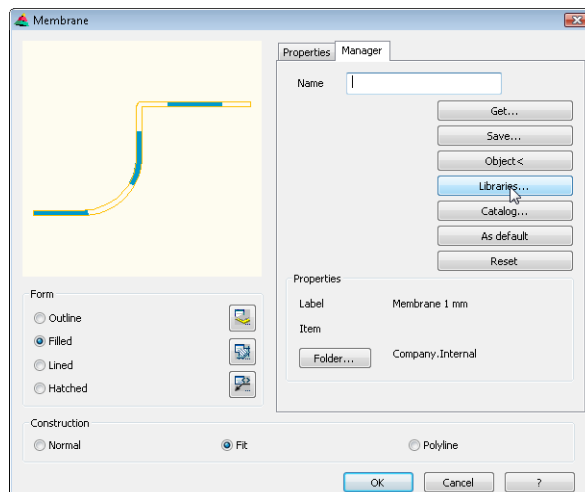 Membrane
Properties
Manager
Name
Get...
Save...
Object<
Libraries...
Catalog...
As default
Reset
Properties
Label Membrane 1 mm
Item
Folder... Company.Internal
Form
Outline
Filled
Lined
Hatched
Construction
Normal Fit Polyline
OK Cancel ?